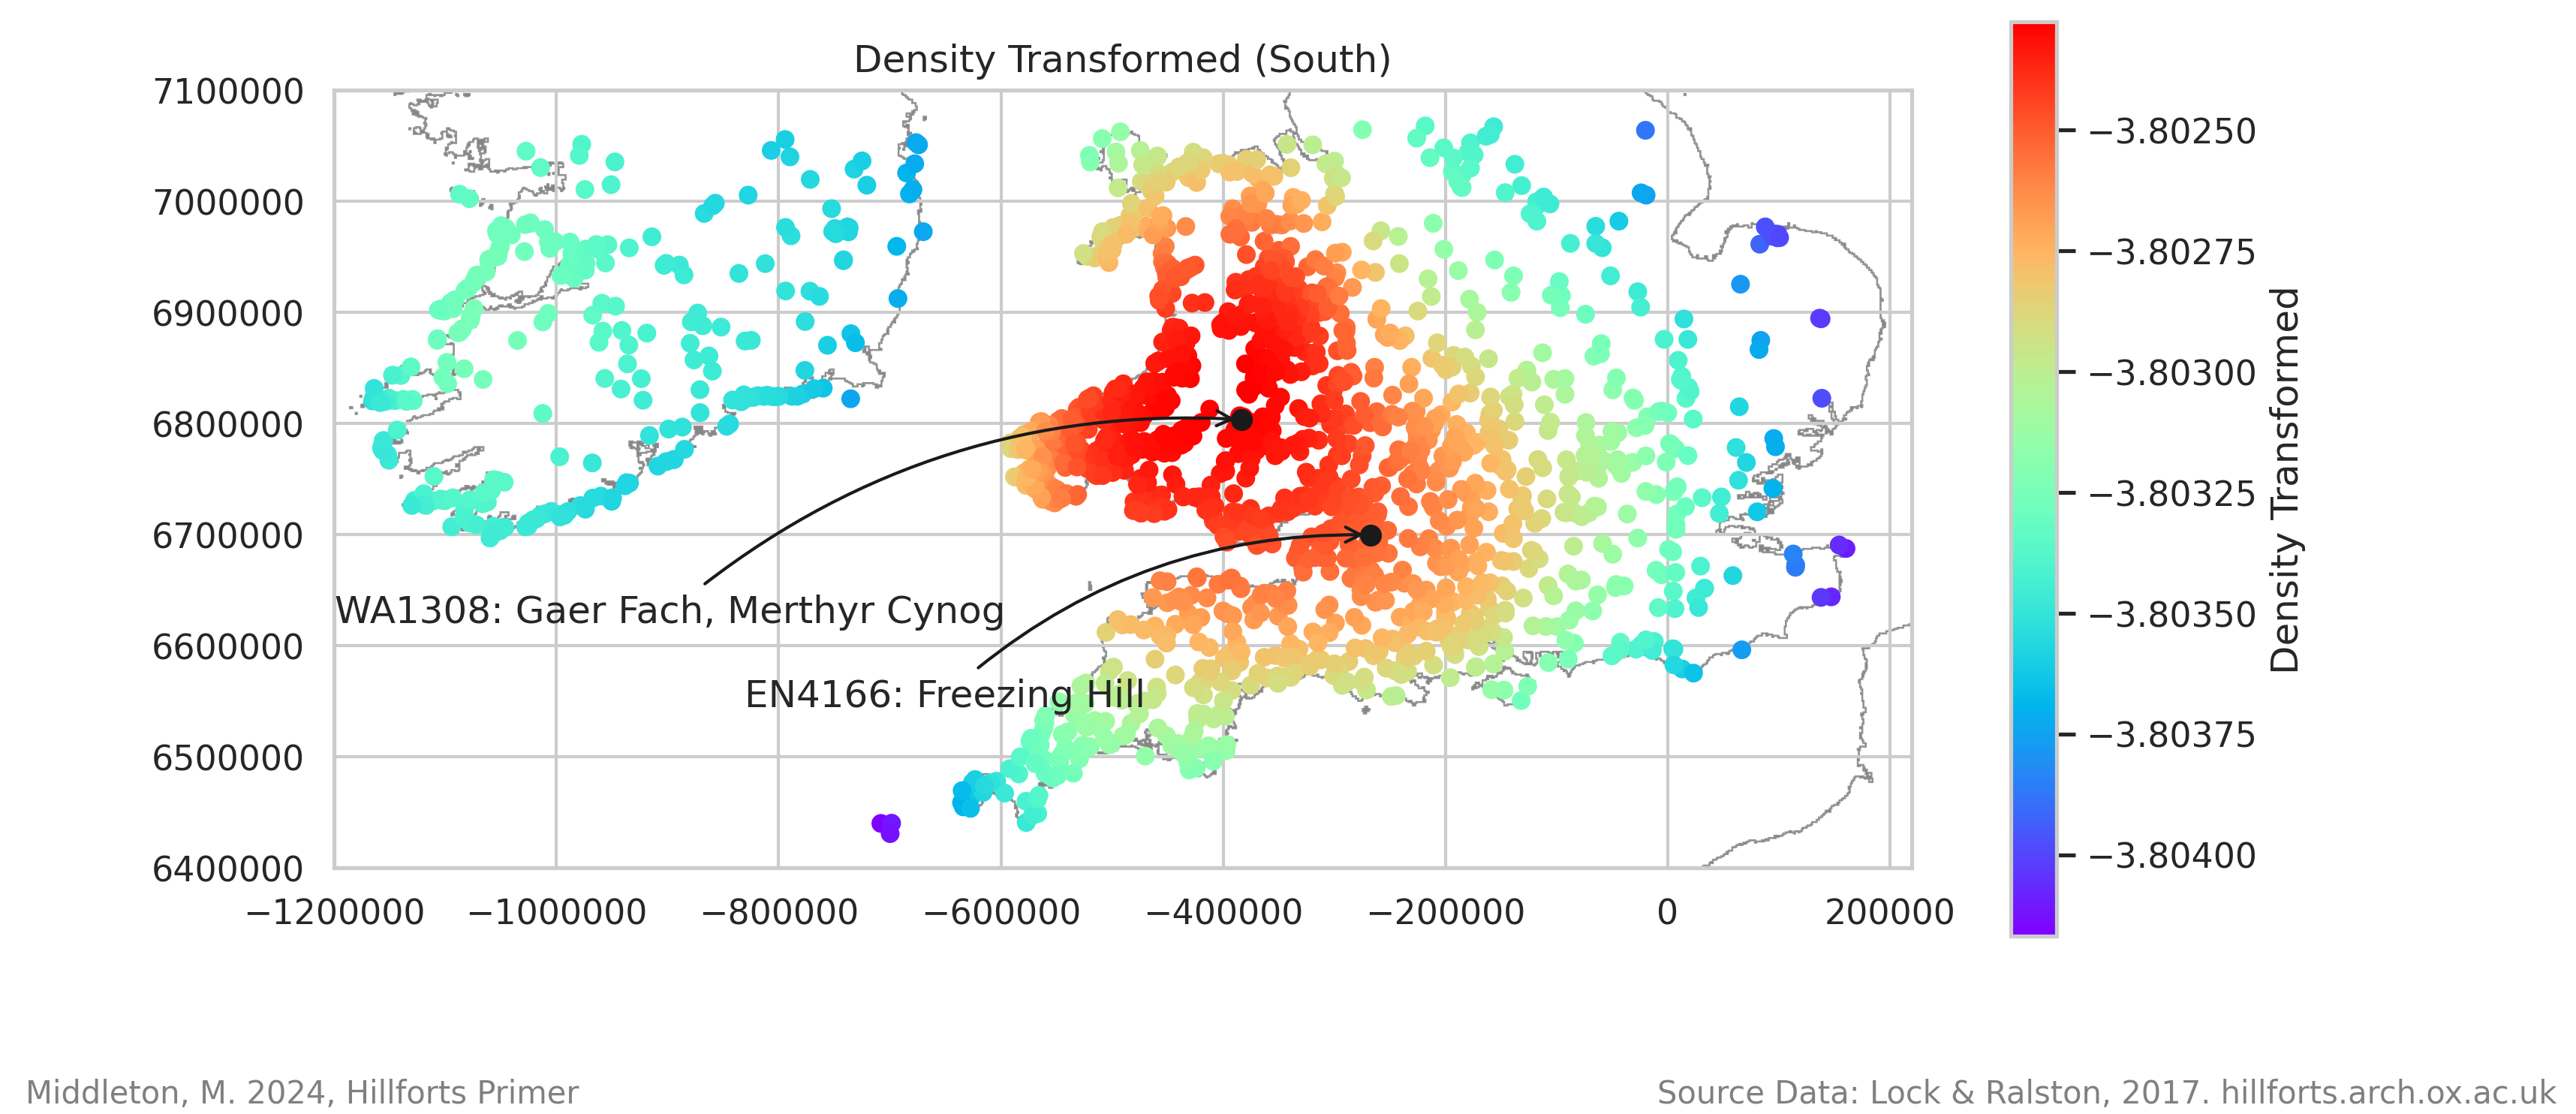 Density Transformed (South)
7100000
7000000
6900000
6800000
6700000
6600000
6500000
6400000
−1200000 −1000000 −800000 −600000 −400000 −200000 0 200000
WA1308: Gaer Fach, Merthyr Cynog
EN4166: Freezing Hill
−3.80250
−3.80275
−3.80300
−3.80325
−3.80350
−3.80375
−3.80400
Density Transformed
Middleton, M. 2024, Hillforts Primer
Source Data: Lock & Ralston, 2017. hillforts.arch.ox.ac.uk